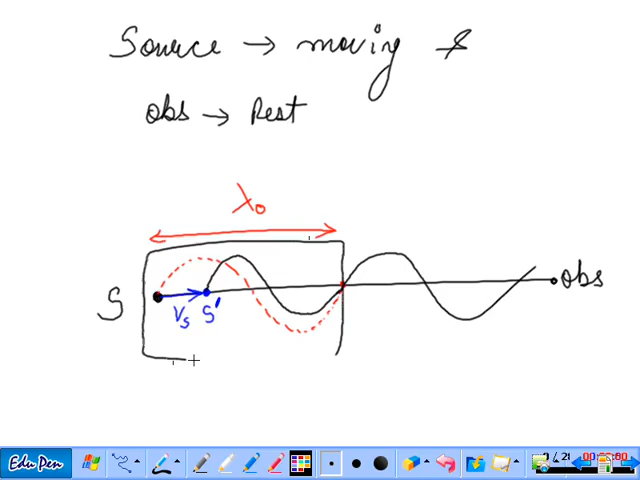 Source → moving &
Obs → Rest
λ₀
S
Vs
S'
Obs
Edu Pen